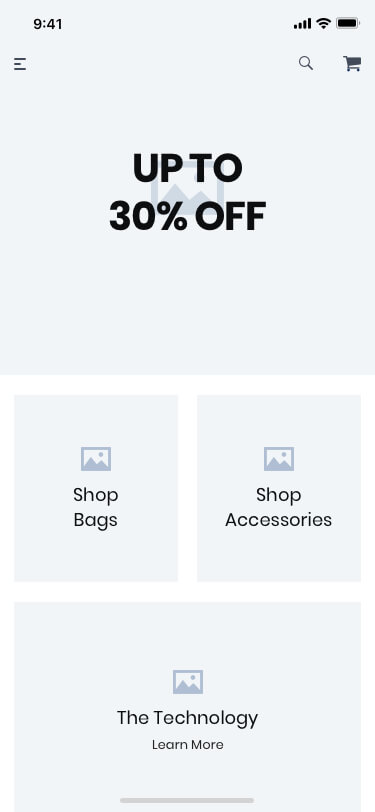 9:41
UP TO
30% OFF
Shop
Bags
Shop
Accessories
The Technology
Learn More